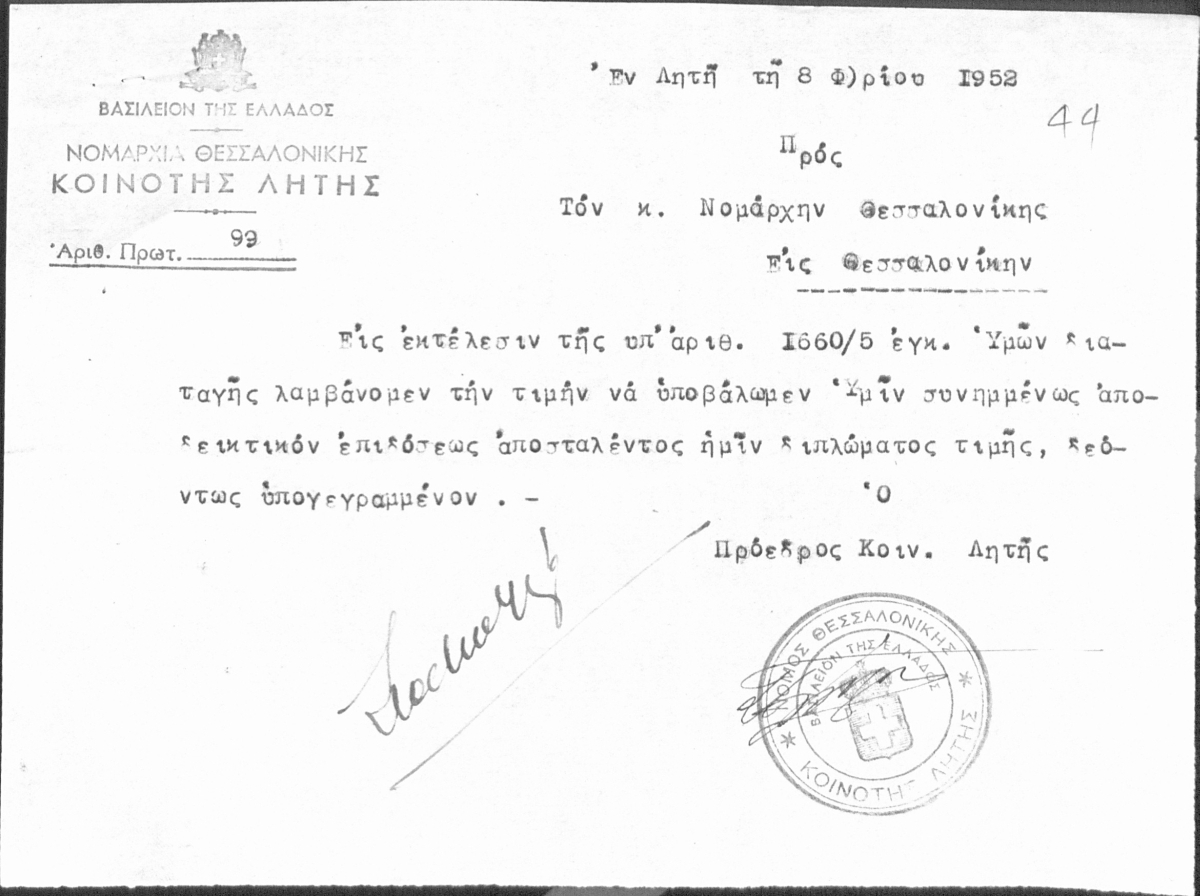 ΒΑΣΙΛΕΙΟΝ ΤΗΣ ΕΛΛΑΔΟΣ
ΝΟΜΑΡΧΙΑ ΘΕΣΣΑΛΟΝΙΚΗΣ
ΚΟΙΝΟΤΗΣ ΛΗΤΗΣ
Ἀριθ. Πρωτ. 99
Ἐν Λητῆ τῆ 8 Φ)ρίου 1952
44
Πρός
Τόν κ. Νομάρχην Θεσσαλονίκης
Εἰς Θεσσαλονίκην
Εἰς ἐκτέλεσιν τῆς ὑπ' ἀριθ. 1660/5 ἐγκ. Ὑμῶν δια-
ταγῆς λαμβάνομεν τήν τιμήν νά ὑποβάλωμεν Ὑμῖν συνημμένως ἀπο-
δεικτικόν ἐπιδόσεως ἀποσταλέντος ἡμῖν διπλώματος τιμῆς, δεό-
ντως ὑπογεγραμμένον . -
Ὁ
Πρόεδρος Κοιν. Λητῆς
ΝΟΜΟΣ ΘΕΣΣΑΛΟΝΙΚΗΣ
ΒΑΣΙΛΕΙΟΝ ΤΗΣ ΕΛΛΑΔΟΣ
* ΚΟΙΝΟΤΗΣ ΛΗΤΗΣ *